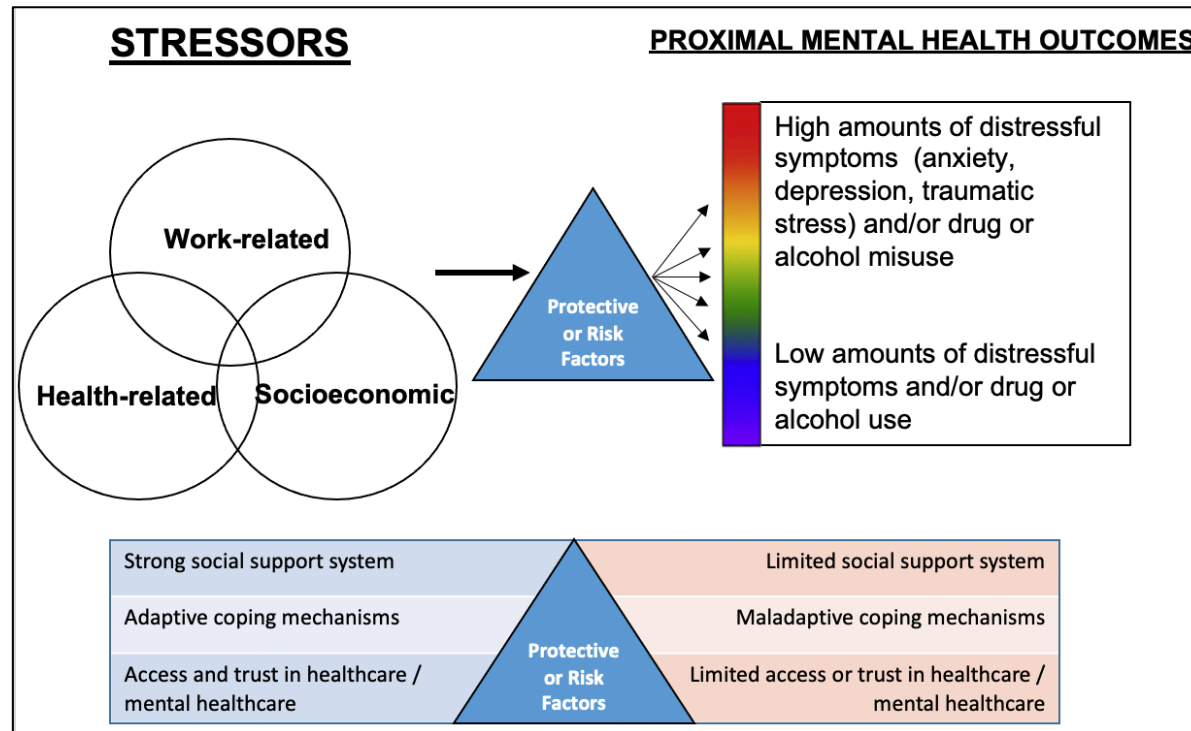 STRESSORS
PROXIMAL MENTAL HEALTH OUTCOMES
Work-related
Health-related
Socioeconomic
Protective
or Risk
Factors
High amounts of distressful
symptoms (anxiety,
depression, traumatic
stress) and/or drug or
alcohol misuse
Low amounts of distressful
symptoms and/or drug or
alcohol use
Strong social support system
Limited social support system
Adaptive coping mechanisms
Maladaptive coping mechanisms
Protective
or Risk
Factors
Access and trust in healthcare /
mental healthcare
Limited access or trust in healthcare /
mental healthcare